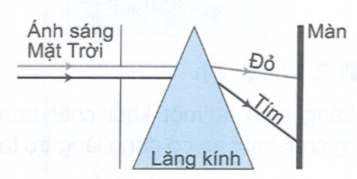 Ánh sáng
Mặt Trời
Màn
Đỏ
Tím
Lăng kính